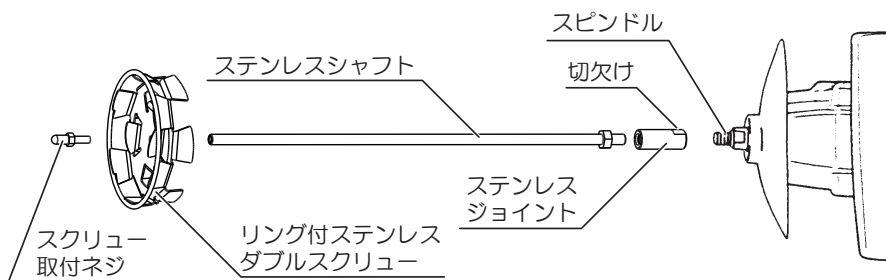 スピンドル
ステンレスシャフト
切欠け
ステンレス
ジョイント
スクリュー
取付ネジ
リング付ステンレス
ダブルスクリュー